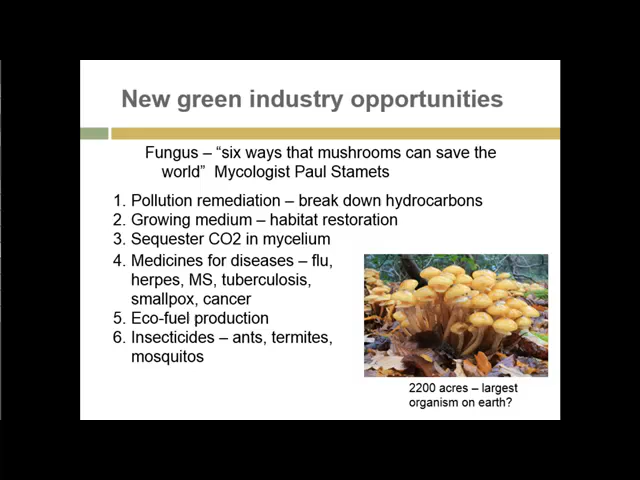 New green industry opportunities
Fungus – “six ways that mushrooms can save the
world” Mycologist Paul Stamets
1. Pollution remediation – break down hydrocarbons
2. Growing medium – habitat restoration
3. Sequester CO2 in mycelium
4. Medicines for diseases – flu,
herpes, MS, tuberculosis,
smallpox, cancer
5. Eco-fuel production
6. Insecticides – ants, termites,
mosquitos
2200 acres – largest
organism on earth?